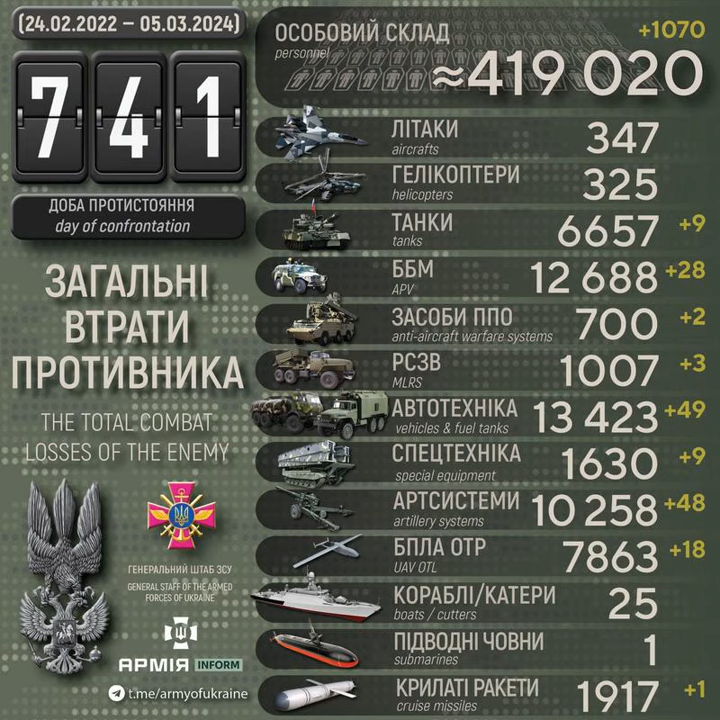 (24.02.2022 – 05.03.2024)
741
ДОБА ПРОТИСТОЯННЯ
day of confrontation
ЗАГАЛЬНІ
ВТРАТИ
ПРОТИВНИКА
THE TOTAL COMBAT
LOSSES OF THE ENEMY
ГЕНЕРАЛЬНИЙ ШТАБ ЗСУ
GENERAL STAFF OF THE ARMED
FORCES OF UKRAINE
АРМІЯ INFORM
t.me/armyofukraine
ОСОБОВИЙ СКЛАД +1070
personnel
≈419 020
ЛІТАКИ 347
aircrafts
ГЕЛІКОПТЕРИ 325
helicopters
ТАНКИ 6657 +9
tanks
ББМ 12 688 +28
APV
ЗАСОБИ ППО 700 +2
anti-aircraft warfare systems
РСЗВ 1007 +3
MLRS
АВТОТЕХНІКА 13 423 +49
vehicles & fuel tanks
СПЕЦТЕХНІКА 1630 +9
special equipment
АРТСИСТЕМИ 10 258 +48
artillery systems
БПЛА ОТР 7863 +18
UAV OTL
КОРАБЛІ/КАТЕРИ 25
boats / cutters
ПІДВОДНІ ЧОВНИ 1
submarines
КРИЛАТІ РАКЕТИ 1917 +1
cruise missiles